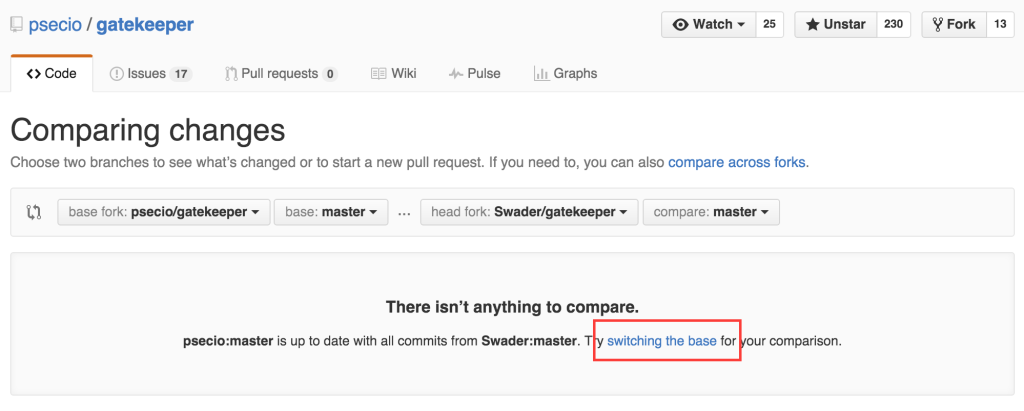 psecio / gatekeeper Watch 25 Unstar 230 Fork 13
Code Issues 17 Pull requests 0 Wiki Pulse Graphs
Comparing changes
Choose two branches to see what's changed or to start a new pull request. If you need to, you can also compare across forks.
base fork: psecio/gatekeeper base: master ... head fork: Swader/gatekeeper compare: master
There isn't anything to compare.
psecio:master is up to date with all commits from Swader:master. Try switching the base for your comparison.